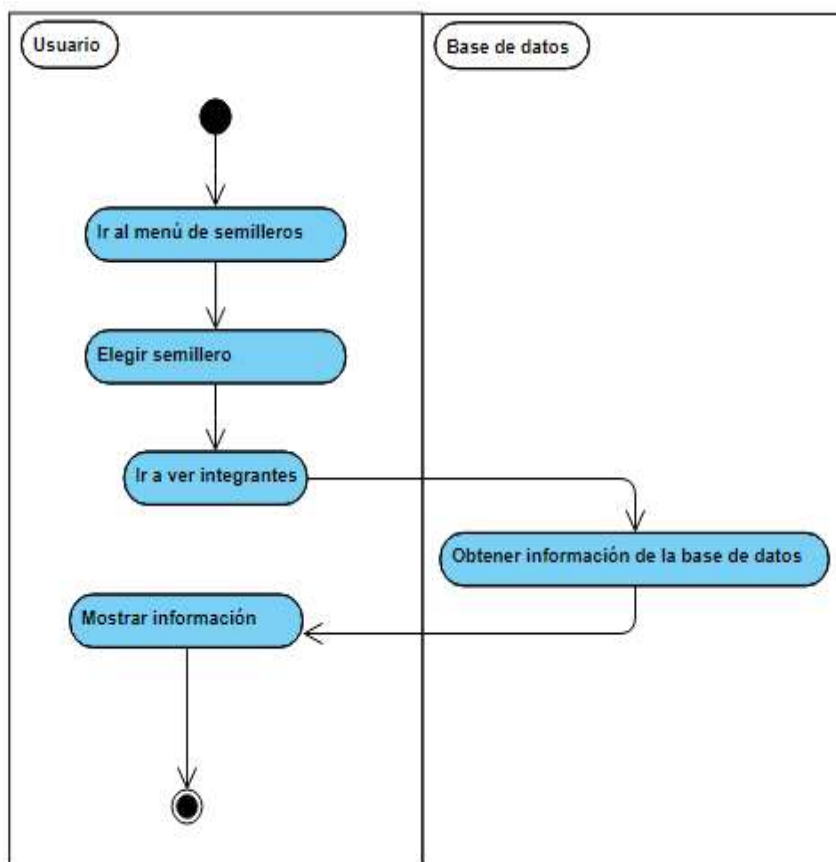 Usuario
Base de datos
Ir al menú de semilleros
Elegir semillero
Ir a ver integrantes
Obtener información de la base de datos
Mostrar información